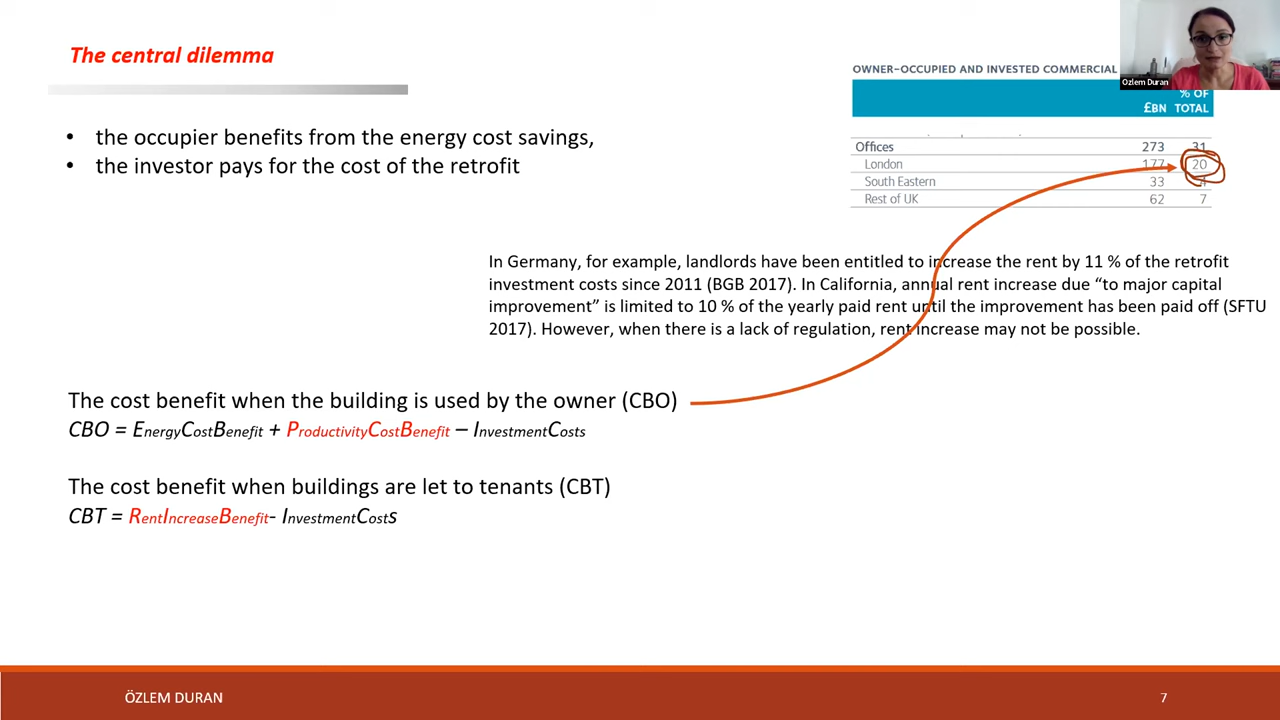 The central dilemma
• the occupier benefits from the energy cost savings,
• the investor pays for the cost of the retrofit
OWNER-OCCUPIED AND INVESTED COMMERCIAL
Ozlem Duran
% OF
£BN TOTAL
Offices 273 31
London 177 20
South Eastern 33 4
Rest of UK 62 7
In Germany, for example, landlords have been entitled to increase the rent by 11 % of the retrofit
investment costs since 2011 (BGB 2017). In California, annual rent increase due “to major capital
improvement” is limited to 10 % of the yearly paid rent until the improvement has been paid off (SFTU
2017). However, when there is a lack of regulation, rent increase may not be possible.
The cost benefit when the building is used by the owner (CBO)
CBO = EnergyCostBenefit + ProductivityCostBenefit – InvestmentCosts
The cost benefit when buildings are let to tenants (CBT)
CBT = RentIncreaseBenefit- InvestmentCosts
ÖZLEM DURAN
7